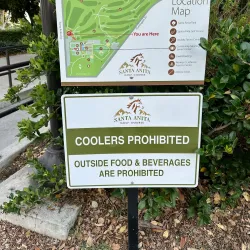 Location
Map
You are Here
SANTA ANITA
SANTA ANITA
COOLERS PROHIBITED
OUTSIDE FOOD & BEVERAGES
ARE PROHIBITED